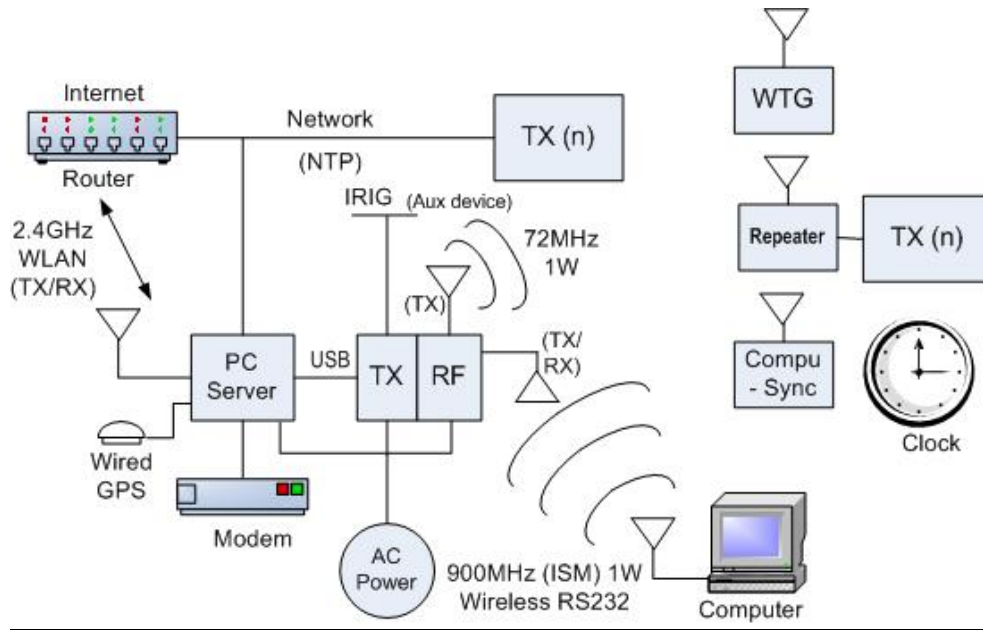 Internet
Router
Network
(NTP)
TX (n)
WTG
IRIG (Aux device)
2.4GHz
WLAN
(TX/RX)
72MHz
1W
(TX)
(TX/
RX)
Repeater
TX (n)
PC
Server
USB
TX
RF
Compu
- Sync
Clock
Wired
GPS
Modem
AC
Power
900MHz (ISM) 1W
Wireless RS232
Computer